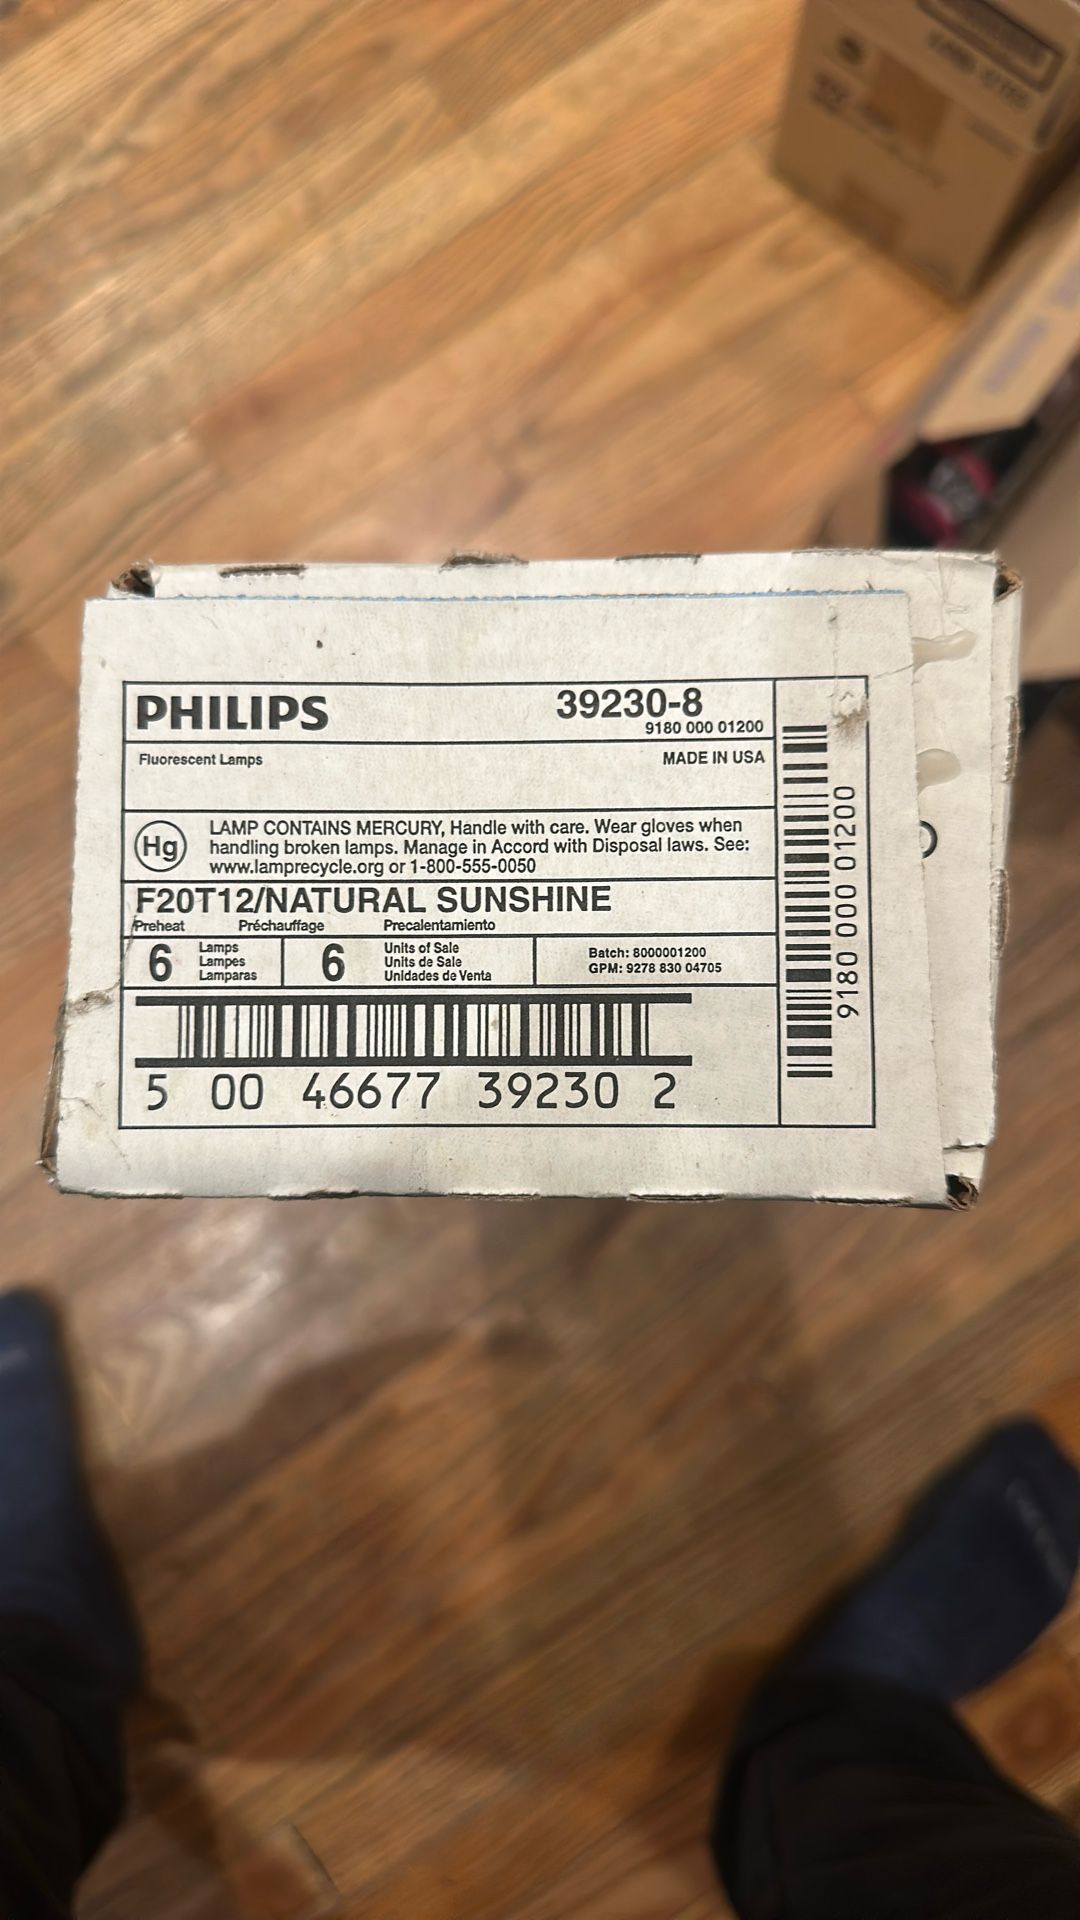 PHILIPS
39230-8
9180 000 01200
Fluorescent Lamps
MADE IN USA
Hg
LAMP CONTAINS MERCURY, Handle with care. Wear gloves when
handling broken lamps. Manage in Accord with Disposal laws. See:
www.lamprecycle.org or 1-800-555-0050
F20T12/NATURAL SUNSHINE
Preheat Préchauffage Precalentamiento
6
Lamps
Lampes
Lamparas
6
Units of Sale
Units de Sale
Unidades de Venta
Batch: 8000001200
GPM: 9278 830 04705
5 00 46677 39230 2
9180 000 01200